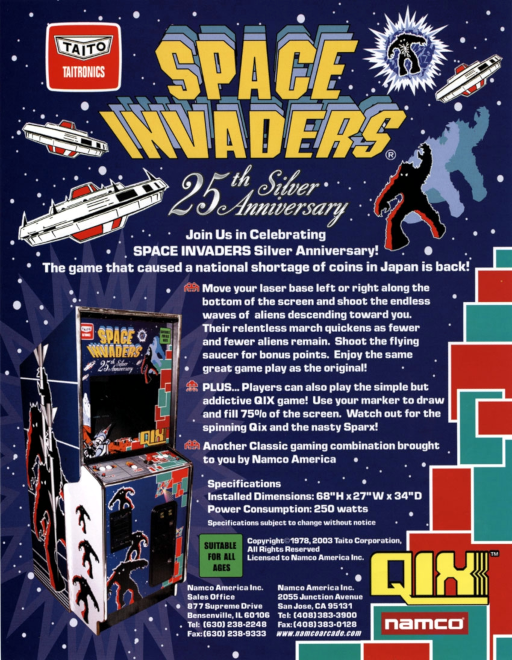 TAITO
TAITRONICS
SPACE
INVADERS®
25th Silver
Anniversary
Join Us in Celebrating
SPACE INVADERS Silver Anniversary!
The game that caused a national shortage of coins in Japan is back!
Move your laser base left or right along the
bottom of the screen and shoot the endless
waves of aliens descending toward you.
Their relentless march quickens as fewer
and fewer aliens remain. Shoot the flying
saucer for bonus points. Enjoy the same
great game play as the original!
PLUS... Players can also play the simple but
addictive QIX game! Use your marker to draw
and fill 75% of the screen. Watch out for the
spinning Qix and the nasty Sparx!
Another Classic gaming combination brought
to you by Namco America
SPACE
INVADERS
25th Silver
Anniversary
QIX
Specifications
Installed Dimensions: 68"H x 27"W x 34"D
Power Consumption: 250 watts
Specifications subject to change without notice
SUITABLE
FOR ALL
AGES
Copyright©1978, 2003 Taito Corporation,
All Rights Reserved
Licensed to Namco America Inc.
Namco America Inc.
Sales Office
877 Supreme Drive
Bensenville, IL 60106
Tel: (630) 238-2248
Fax: (630) 238-9333
Namco America Inc.
2055 Junction Avenue
San Jose, CA 95131
Tel: (408) 383-3900
Fax: (408) 383-0128
www.namcoarcade.com
QIX™
namco®